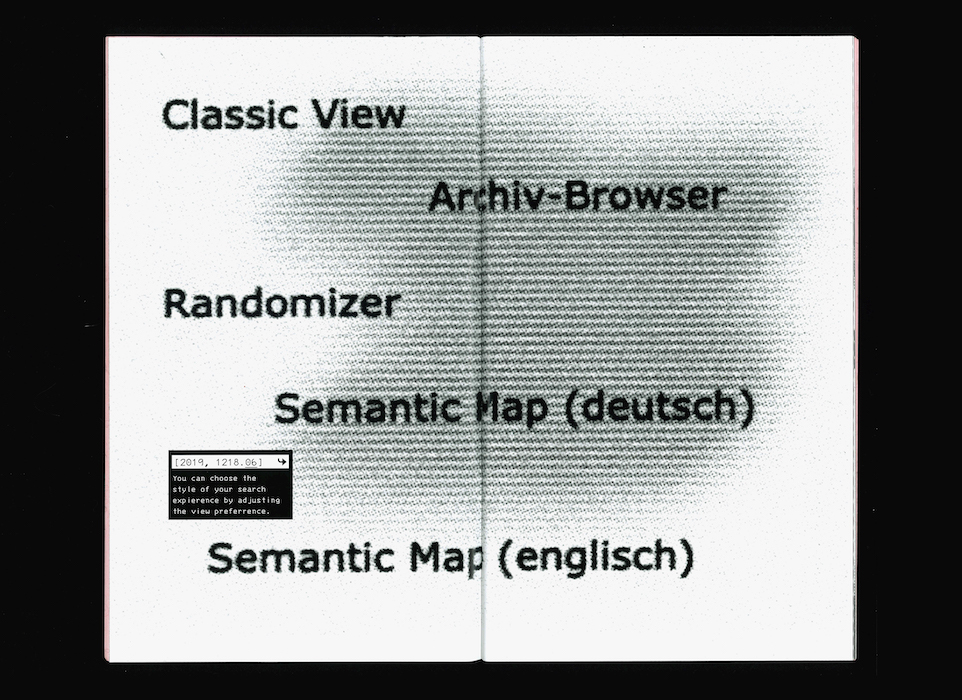 Classic View
Archiv-Browser
Randomizer
Semantic Map (deutsch)
[2019, 1218.06]
You can choose the
style of your search
expierence by adjusting
the view preferrence.
Semantic Map (englisch)